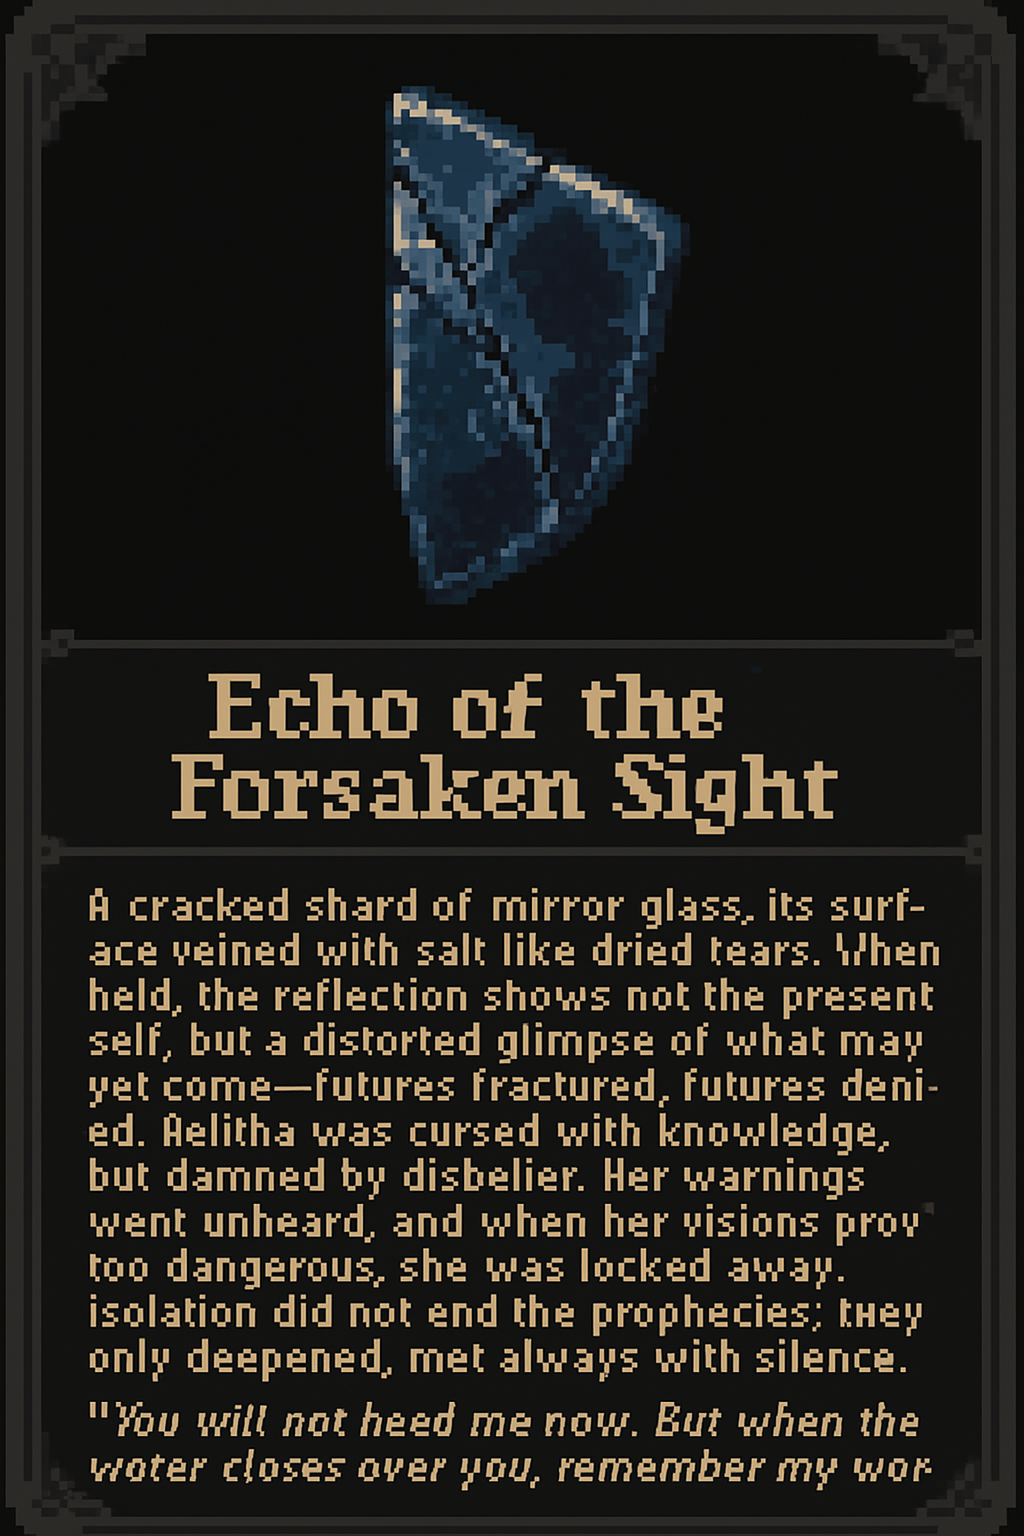 Echo of the
Forsaken Sight
A cracked shard of mirror glass, its surf-
ace veined with salt like dried tears. When
held, the reflection shows not the present
self, but a distorted glimpse of what may
yet come—futures fractured, futures deni-
ed. Aelitha was cursed with knowledge,
but damned by disbelier. Her warnings
went unheard, and when her visions prov'
too dangerous, she was locked away.
isolation did not end the prophecies; they
only deepened, met always with silence.
"You will not heed me now. But when the
woter closes over you, remember my wor-